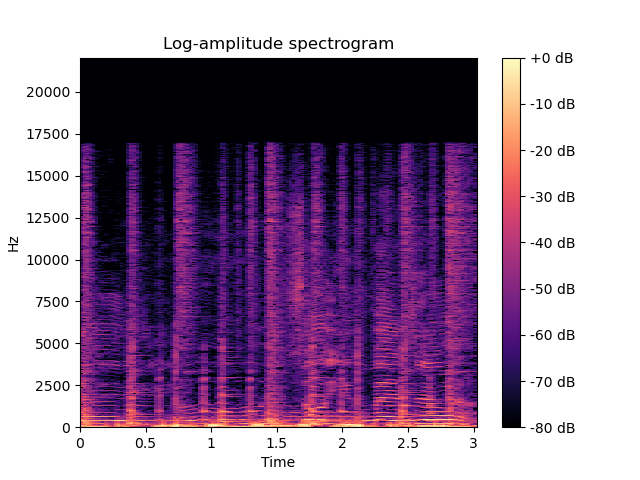 Log-amplitude spectrogram
+0 dB
20000
-10 dB
17500
-20 dB
15000
-30 dB
12500
Hz
-40 dB
10000
-50 dB
7500
-60 dB
5000
-70 dB
2500
0
-80 dB
0 0.5 1 1.5 2 2.5 3
Time